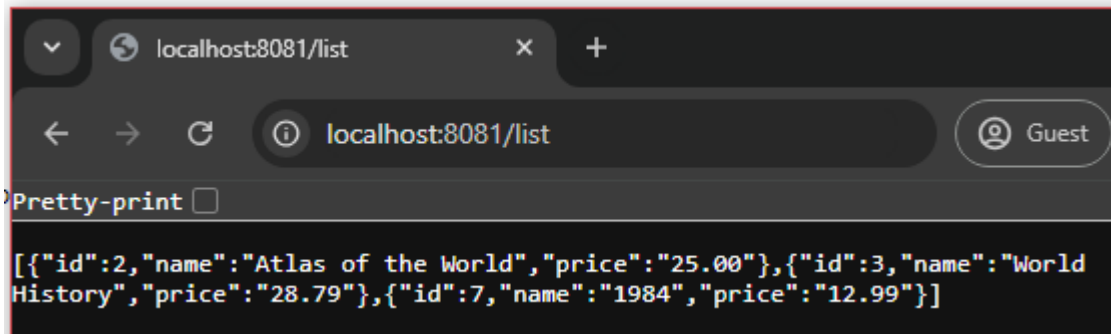 localhost:8081/list
localhost:8081/list
Guest
Pretty-print
[{"id":2,"name":"Atlas of the World","price":"25.00"},{"id":3,"name":"World
History","price":"28.79"},{"id":7,"name":"1984","price":"12.99"}]